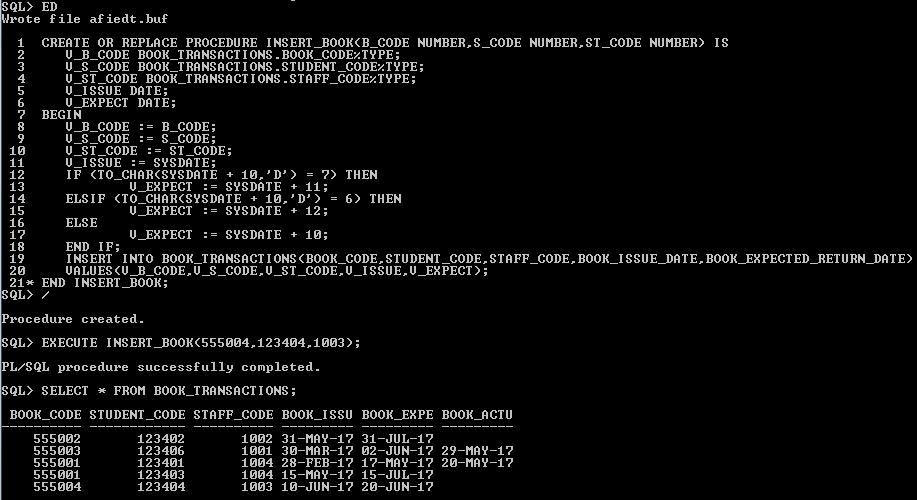 SQL> ED
Wrote file afiedt.buf
1 CREATE OR REPLACE PROCEDURE INSERT_BOOK(B_CODE NUMBER,S_CODE NUMBER,ST_CODE NUMBER) IS
2 V_B_CODE BOOK_TRANSACTIONS.BOOK_CODE%TYPE;
3 V_S_CODE BOOK_TRANSACTIONS.STUDENT_CODE%TYPE;
4 V_ST_CODE BOOK_TRANSACTIONS.STAFF_CODE%TYPE;
5 V_ISSUE DATE;
6 V_EXPECT DATE;
7 BEGIN
8 V_B_CODE := B_CODE;
9 V_S_CODE := S_CODE;
10 V_ST_CODE := ST_CODE;
11 V_ISSUE := SYSDATE;
12 IF (TO_CHAR(SYSDATE + 10,'D') = 7) THEN
13 V_EXPECT := SYSDATE + 11;
14 ELSIF (TO_CHAR(SYSDATE + 10,'D') = 6) THEN
15 V_EXPECT := SYSDATE + 12;
16 ELSE
17 V_EXPECT := SYSDATE + 10;
18 END IF;
19 INSERT INTO BOOK_TRANSACTIONS(BOOK_CODE,STUDENT_CODE,STAFF_CODE,BOOK_ISSUE_DATE,BOOK_EXPECTED_RETURN_DATE)
20 VALUES(V_B_CODE,V_S_CODE,V_ST_CODE,V_ISSUE,V_EXPECT);
21* END INSERT_BOOK;
SQL> /
Procedure created.
SQL> EXECUTE INSERT_BOOK(555004,123404,1003);
PL/SQL procedure successfully completed.
SQL> SELECT * FROM BOOK_TRANSACTIONS;
BOOK_CODE STUDENT_CODE STAFF_CODE BOOK_ISSU BOOK_EXPE BOOK_ACTU
---------- ------------ ---------- --------- --------- ---------
555002 123402 1002 31-MAY-17 31-JUL-17
555003 123406 1001 30-MAR-17 02-JUN-17 29-MAY-17
555001 123401 1004 28-FEB-17 17-MAY-17 20-MAY-17
555001 123403 1004 15-MAY-17 15-JUL-17
555004 123404 1003 10-JUN-17 20-JUN-17